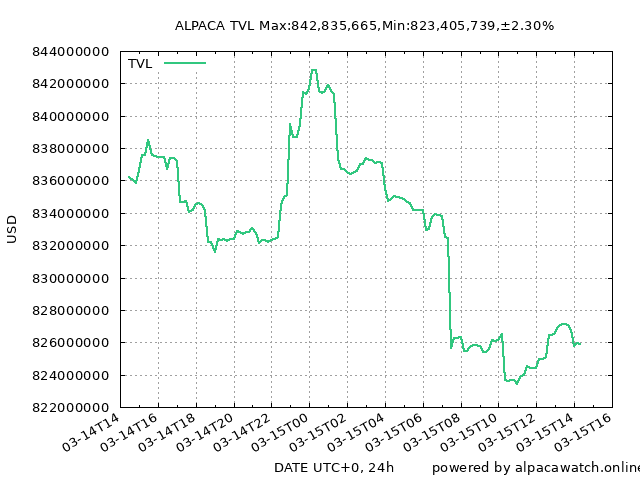 ALPACA TVL Max:842,835,665,Min:823,405,739,±2.30%
TVL
844000000
842000000
840000000
838000000
836000000
834000000
832000000
830000000
828000000
826000000
824000000
822000000
USD
03-14T14
03-14T16
03-14T18
03-14T20
03-14T22
03-15T00
03-15T02
03-15T04
03-15T06
03-15T08
03-15T10
03-15T12
03-15T14
03-15T16
DATE UTC+0, 24h
powered by alpacawatch.online